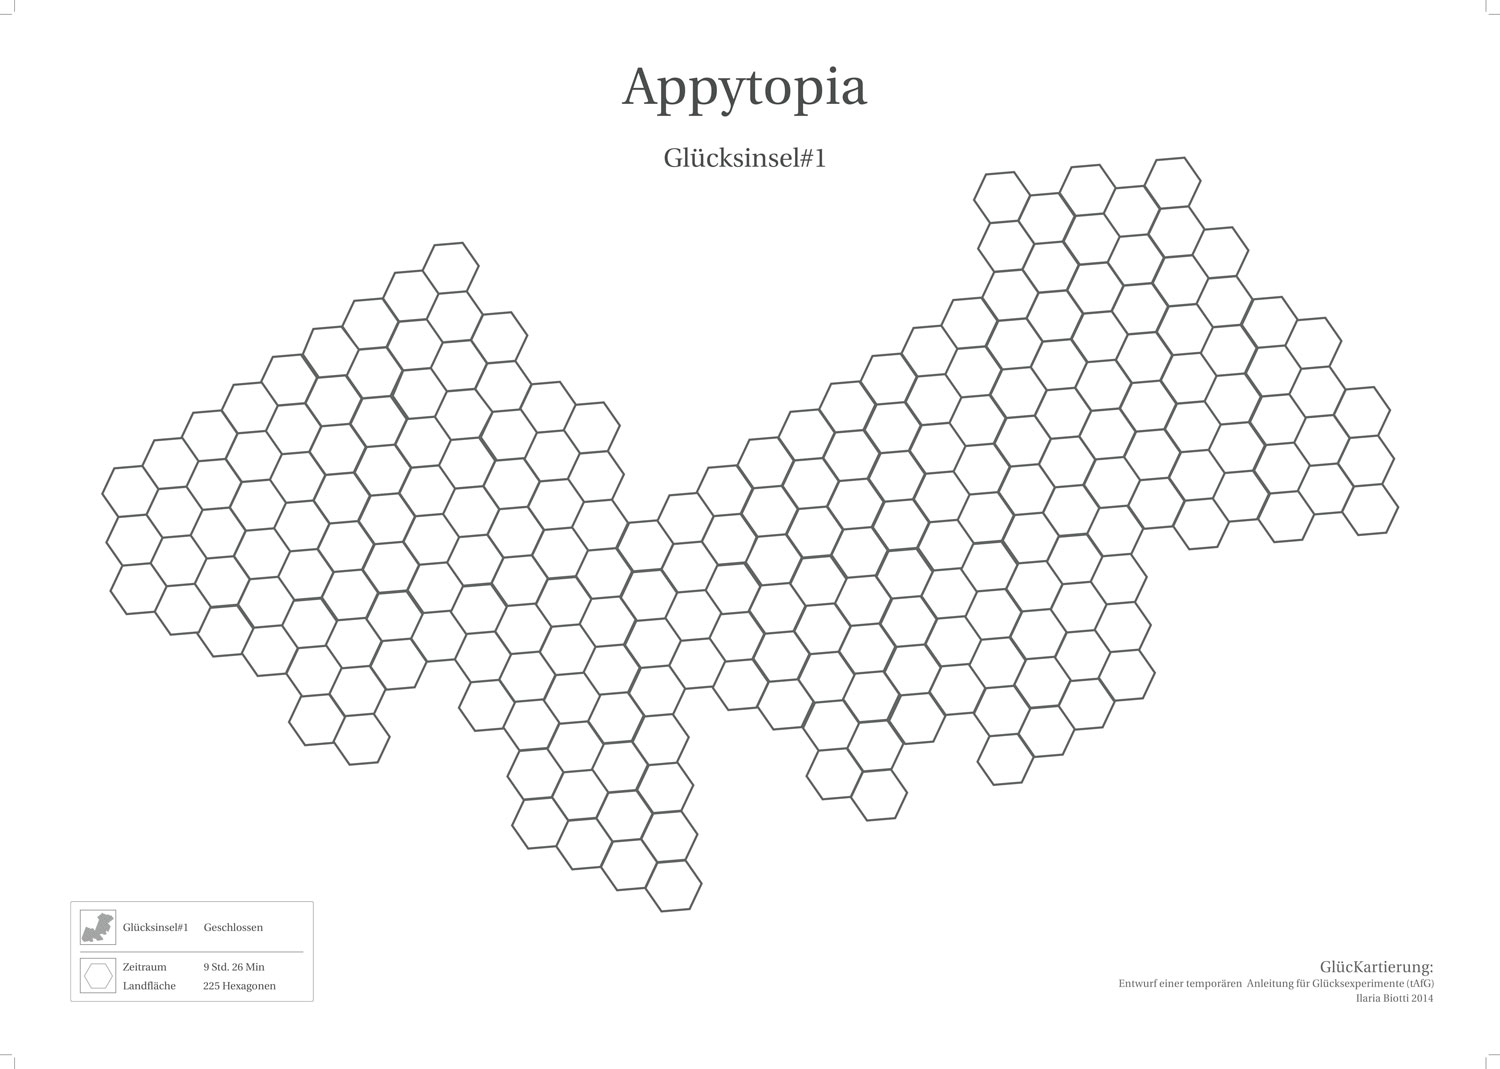 Appytopia
Glücksinsel#1
Glücksinsel#1 Geschlossen
Zeitraum 9 Std. 26 Min
Landfläche 225 Hexagonen
GlücKartierung:
Entwurf einer temporären Anleitung für Glücksexperimente (tAfG)
Ilaria Biotti 2014